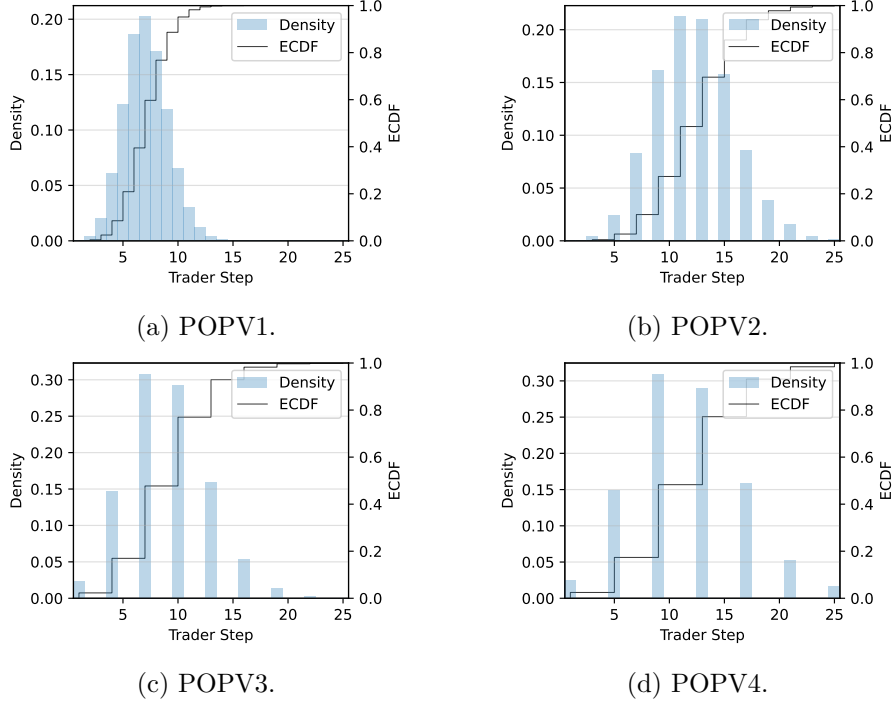 0.20
0.15
0.10
0.05
0.00
Density
5 10 15 20 25
Trader Step
1.0
0.8
0.6
0.4
0.2
0.0
ECDF
Density
ECDF
(a) POPV1.
0.20
0.15
0.10
0.05
0.00
Density
5 10 15 20 25
Trader Step
1.0
0.8
0.6
0.4
0.2
0.0
ECDF
Density
ECDF
(b) POPV2.
0.30
0.25
0.20
0.15
0.10
0.05
0.00
Density
5 10 15 20 25
Trader Step
1.0
0.8
0.6
0.4
0.2
0.0
ECDF
Density
ECDF
(c) POPV3.
0.30
0.25
0.20
0.15
0.10
0.05
0.00
Density
5 10 15 20 25
Trader Step
1.0
0.8
0.6
0.4
0.2
0.0
ECDF
Density
ECDF
(d) POPV4.